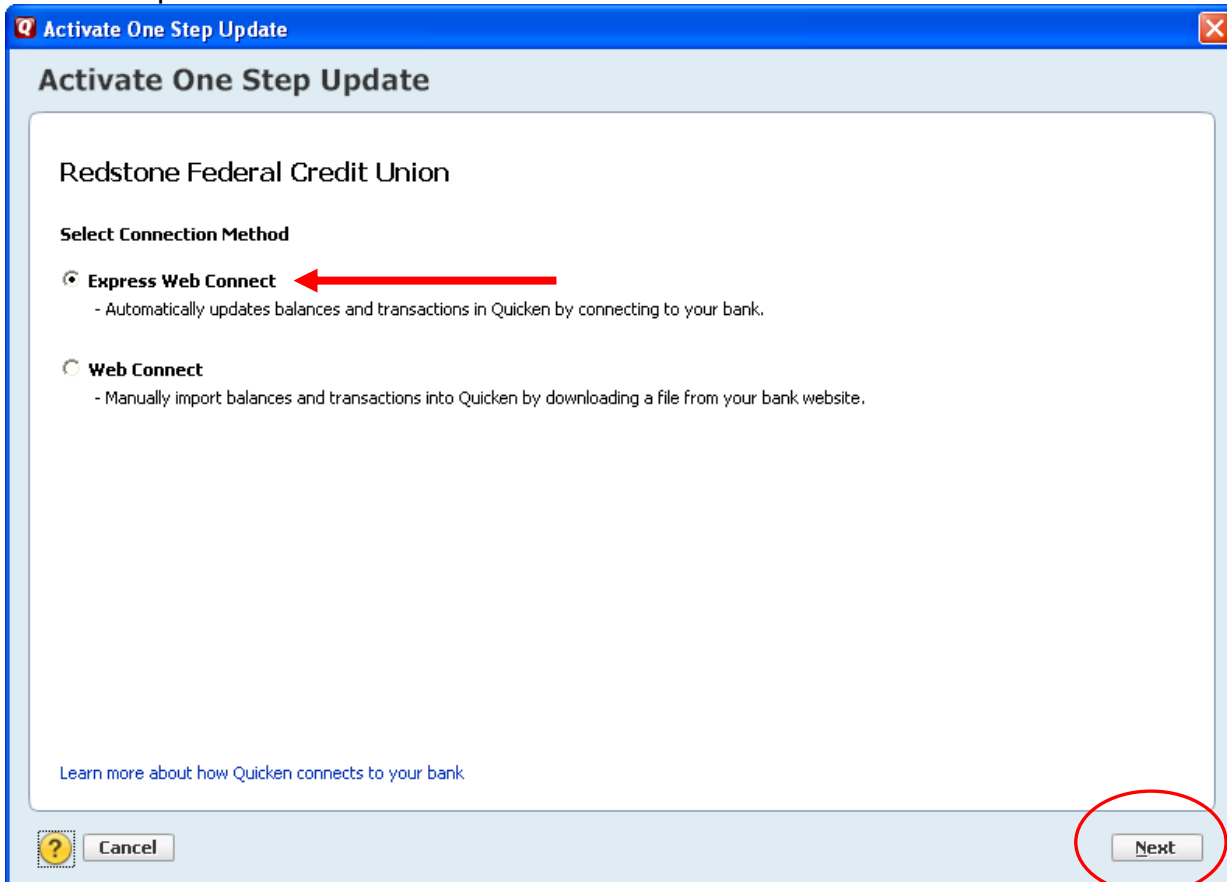 Activate One Step Update
Activate One Step Update
Redstone Federal Credit Union
Select Connection Method
Express Web Connect
- Automatically updates balances and transactions in Quicken by connecting to your bank.
Web Connect
- Manually import balances and transactions into Quicken by downloading a file from your bank website.
Learn more about how Quicken connects to your bank
? Cancel Next